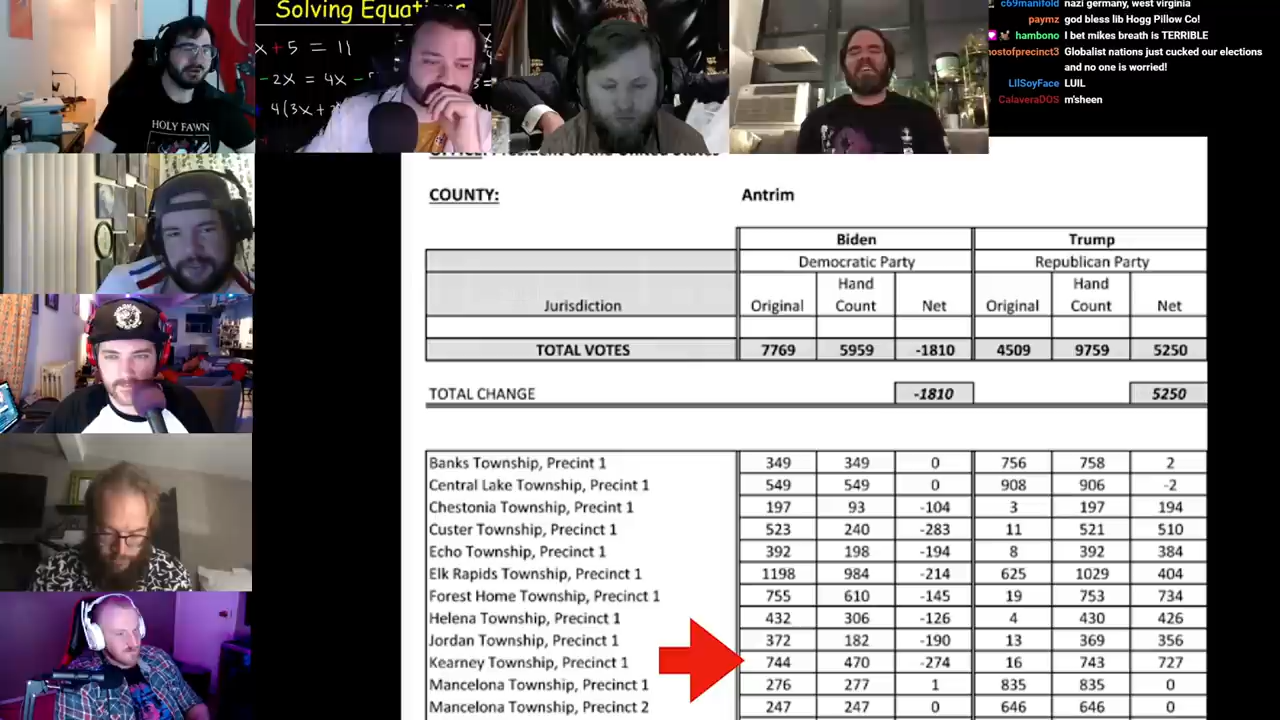 Solving Equations
x + 5 = 11
-2x = 4x -
4(3x +
HOLY FAWN
c69manifold nazi germany, west virginia
paymz god bless lib Hogg Pillow Co!
hambono I bet mikes breath is TERRIBLE
nostofprecinct3 Globalist nations just cucked our elections
and no one is worried!
LilSoyFace LUIL
CalaveraDOS m'sheen
COUNTY: Antrim
Biden Trump
Democratic Party Republican Party
Jurisdiction Original Hand Count Net Original Hand Count Net
TOTAL VOTES 7769 5959 -1810 4509 9759 5250
TOTAL CHANGE -1810 5250
Banks Township, Precint 1 349 349 0 756 758 2
Central Lake Township, Precint 1 549 549 0 908 906 -2
Chestonia Township, Precint 1 197 93 -104 3 197 194
Custer Township, Precinct 1 523 240 -283 11 521 510
Echo Township, Precinct 1 392 198 -194 8 392 384
Elk Rapids Township, Precinct 1 1198 984 -214 625 1029 404
Forest Home Township, Precinct 1 755 610 -145 19 753 734
Helena Township, Precinct 1 432 306 -126 4 430 426
Jordan Township, Precinct 1 372 182 -190 13 369 356
Kearney Township, Precinct 1 744 470 -274 16 743 727
Mancelona Township, Precinct 1 276 277 1 835 835 0
Mancelona Township, Precinct 2 247 247 0 646 646 0